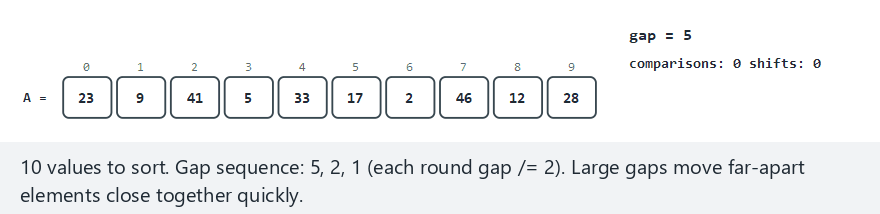 gap = 5
comparisons: 0 shifts: 0
0 1 2 3 4 5 6 7 8 9
A = 23 9 41 5 33 17 2 46 12 28
10 values to sort. Gap sequence: 5, 2, 1 (each round gap /= 2). Large gaps move far-apart
elements close together quickly.